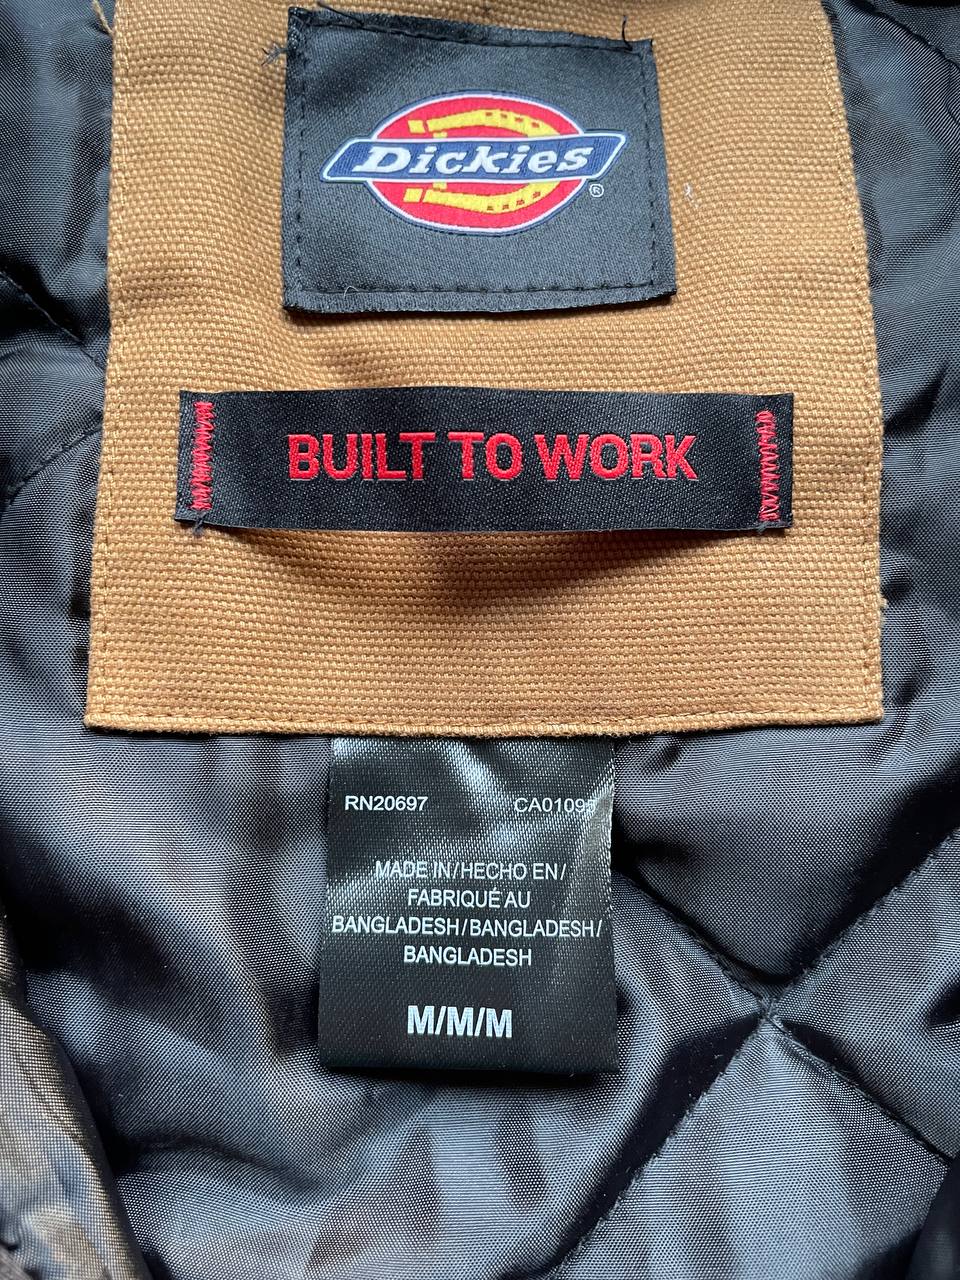 Dickies
®
BUILT TO WORK
RN20697
MADE IN/HECHO EN/
FABRIQUÉ AU
BANGLADESH/BANGLADESH/
BANGLADESH
M/M/M